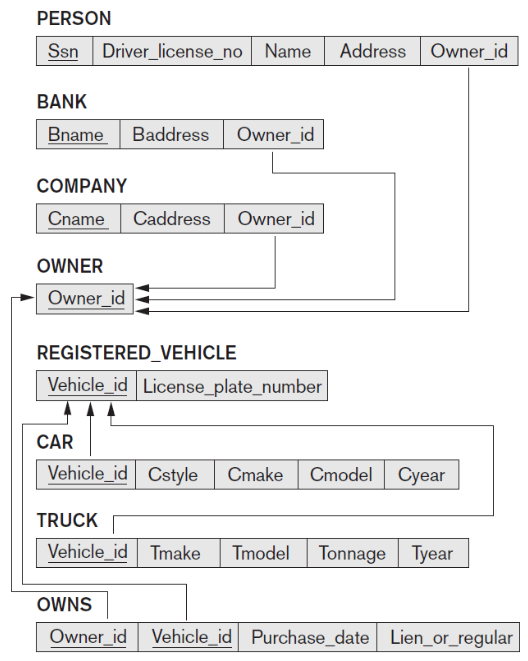 PERSON
Ssn Driver_license_no Name Address Owner_id
BANK
Bname Baddress Owner_id
COMPANY
Cname Caddress Owner_id
OWNER
Owner_id
REGISTERED_VEHICLE
Vehicle_id License_plate_number
CAR
Vehicle_id Cstyle Cmake Cmodel Cyear
TRUCK
Vehicle_id Tmake Tmodel Tonnage Tyear
OWNS
Owner_id Vehicle_id Purchase_date Lien_or_regular